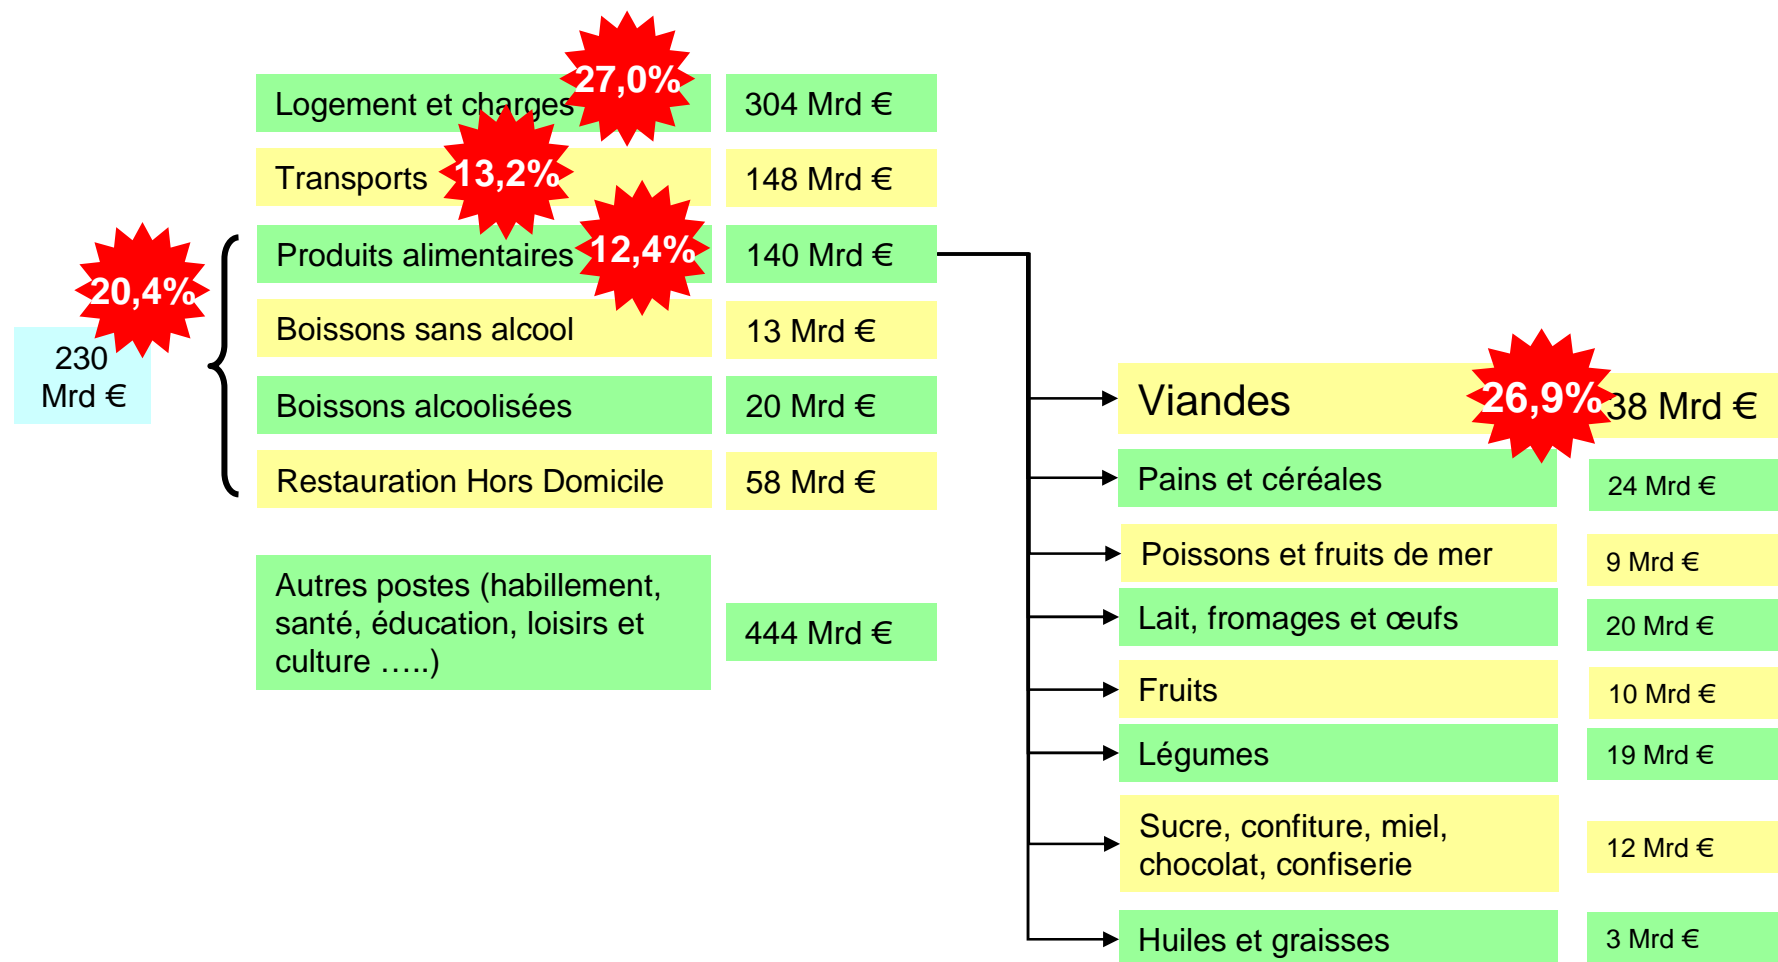 Logement et charges
27,0%
304 Mrd €
Transports
13,2%
148 Mrd €
20,4%
230
Mrd €
Produits alimentaires
12,4%
140 Mrd €
Boissons sans alcool
13 Mrd €
Boissons alcoolisées
20 Mrd €
Restauration Hors Domicile
58 Mrd €
Autres postes (habillement,
santé, éducation, loisirs et
culture …..)
444 Mrd €
Viandes
26,9%
38 Mrd €
Pains et céréales
24 Mrd €
Poissons et fruits de mer
9 Mrd €
Lait, fromages et œufs
20 Mrd €
Fruits
10 Mrd €
Légumes
19 Mrd €
Sucre, confiture, miel,
chocolat, confiserie
12 Mrd €
Huiles et graisses
3 Mrd €